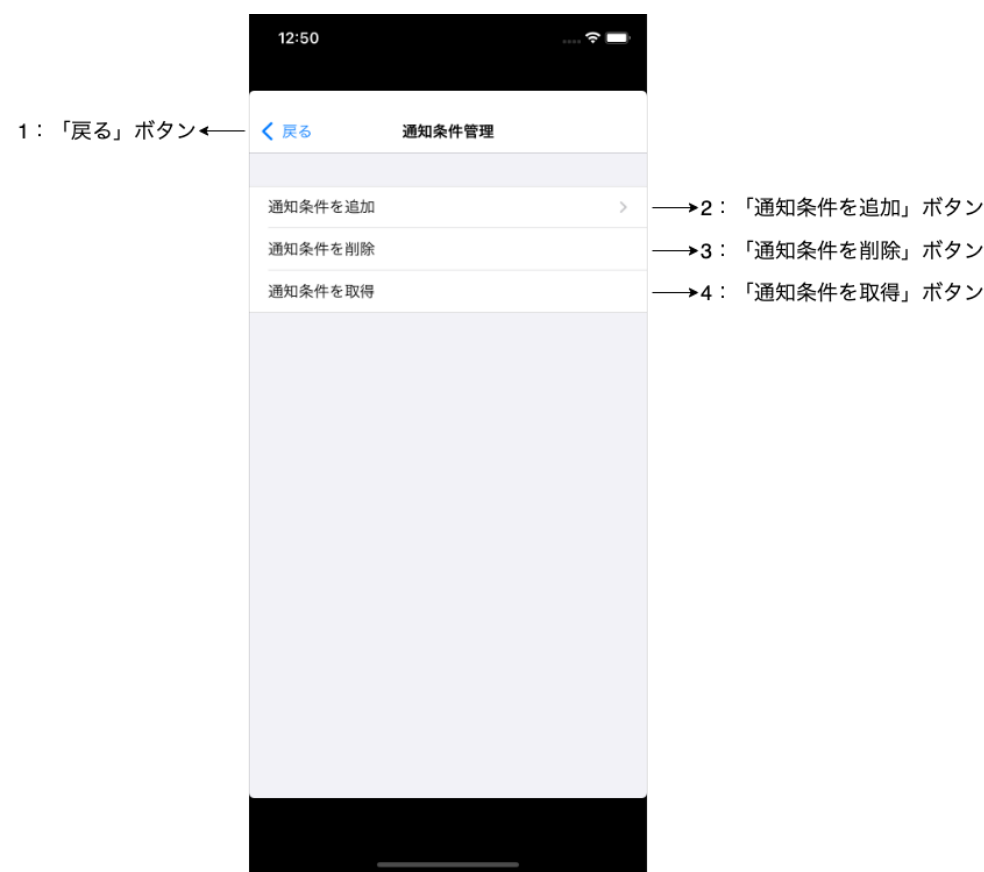 12:50
1：「戻る」ボタン
戻る
通知条件管理
通知条件を追加
2：「通知条件を追加」ボタン
通知条件を削除
3：「通知条件を削除」ボタン
通知条件を取得
4：「通知条件を取得」ボタン